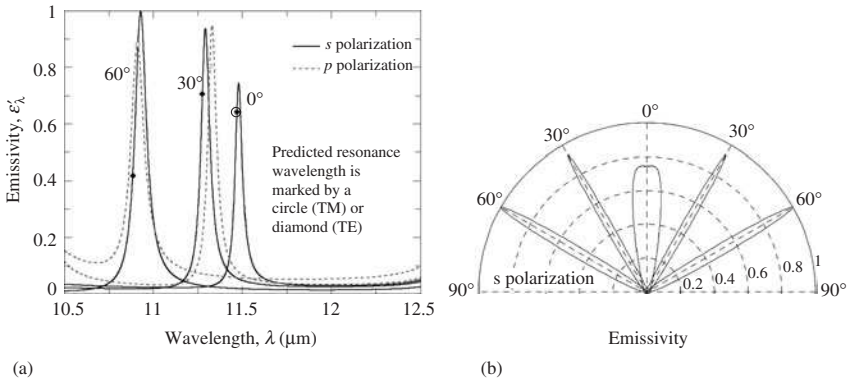 1
0.8
0.6
0.4
0.2
0
Emissivity, ε′λ
60°
30°
0°
s polarization
p polarization
Predicted resonance
wavelength is
marked by a
circle (TM) or
diamond (TE)
10.5
11
11.5
12
12.5
Wavelength, λ (μm)
(a)
0°
30°
30°
60°
60°
90°
90°
s polarization
0.2
0.4
0.6
0.8
1
Emissivity
(b)